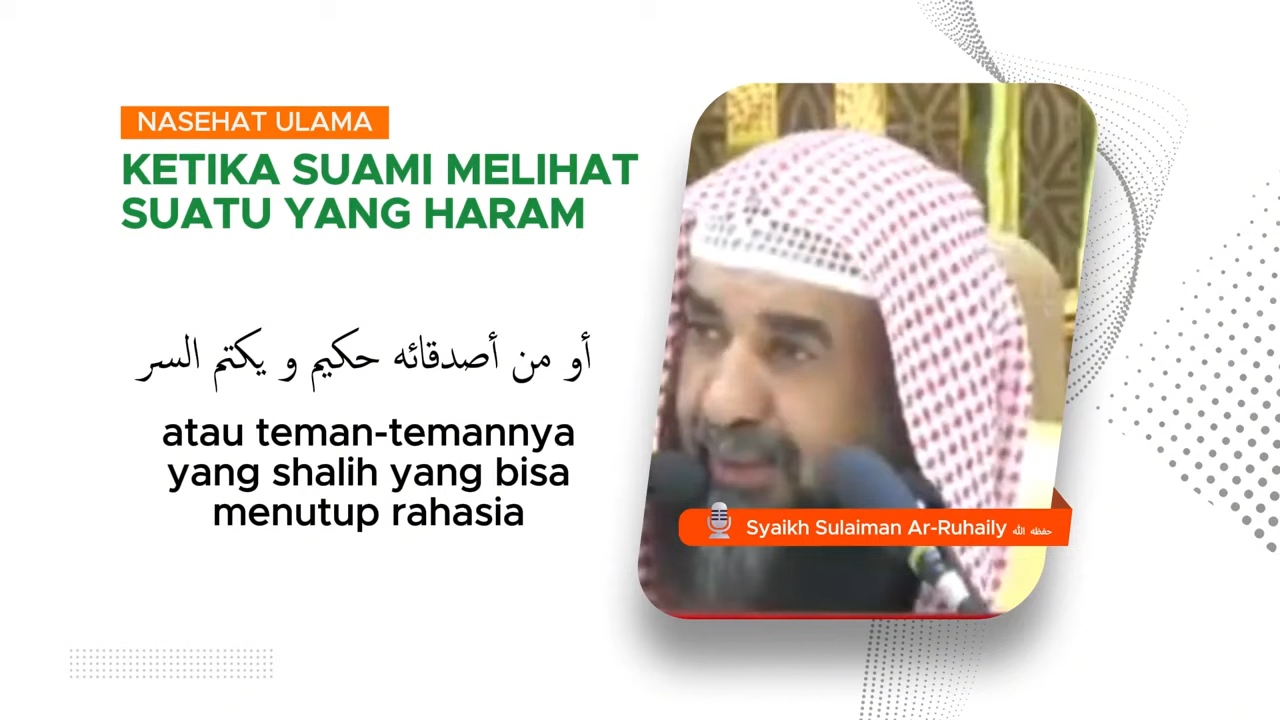 NASEHAT ULAMA
KETIKA SUAMI MELIHAT
SUATU YANG HARAM
أو من أصدقائه حكيم و يكتم السر
atau teman-temannya
yang shalih yang bisa
menutup rahasia
Syaikh Sulaiman Ar-Ruhaily حفظه الله